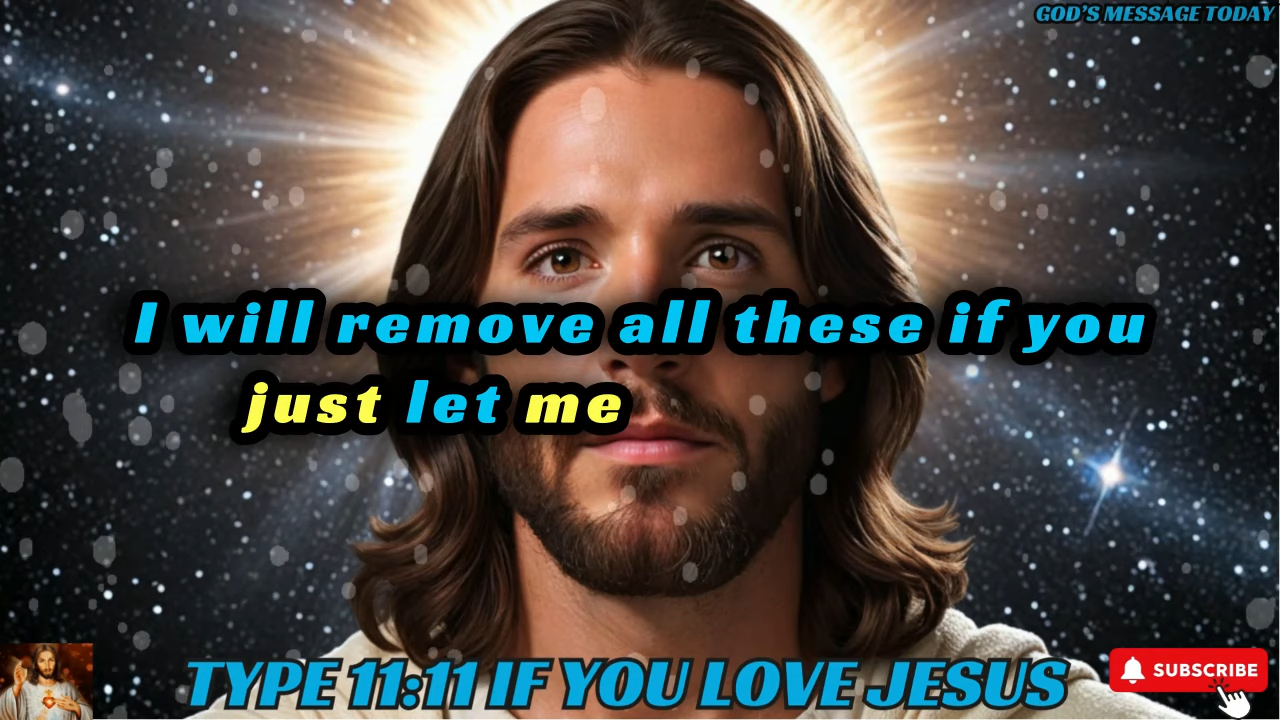 GOD'S MESSAGE TODAY
I will remove all these if you
just let me
TYPE 11:11 IF YOU LOVE JESUS
SUBSCRIBE